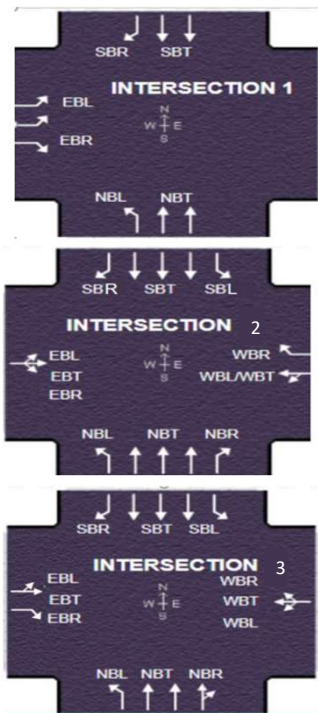 SBR SBT
INTERSECTION 1
EBL
N
W E
EBR
S
NBL NBT
SBR SBT SBL
INTERSECTION 2
EBL
N
WBR
EBT
W E
WBL/WBT
S
EBR
NBL NBT NBR
SBR SBT SBL
INTERSECTION 3
EBL
N
WBR
EBT
W E
WBT
EBR
S
WBL
NBL NBT NBR